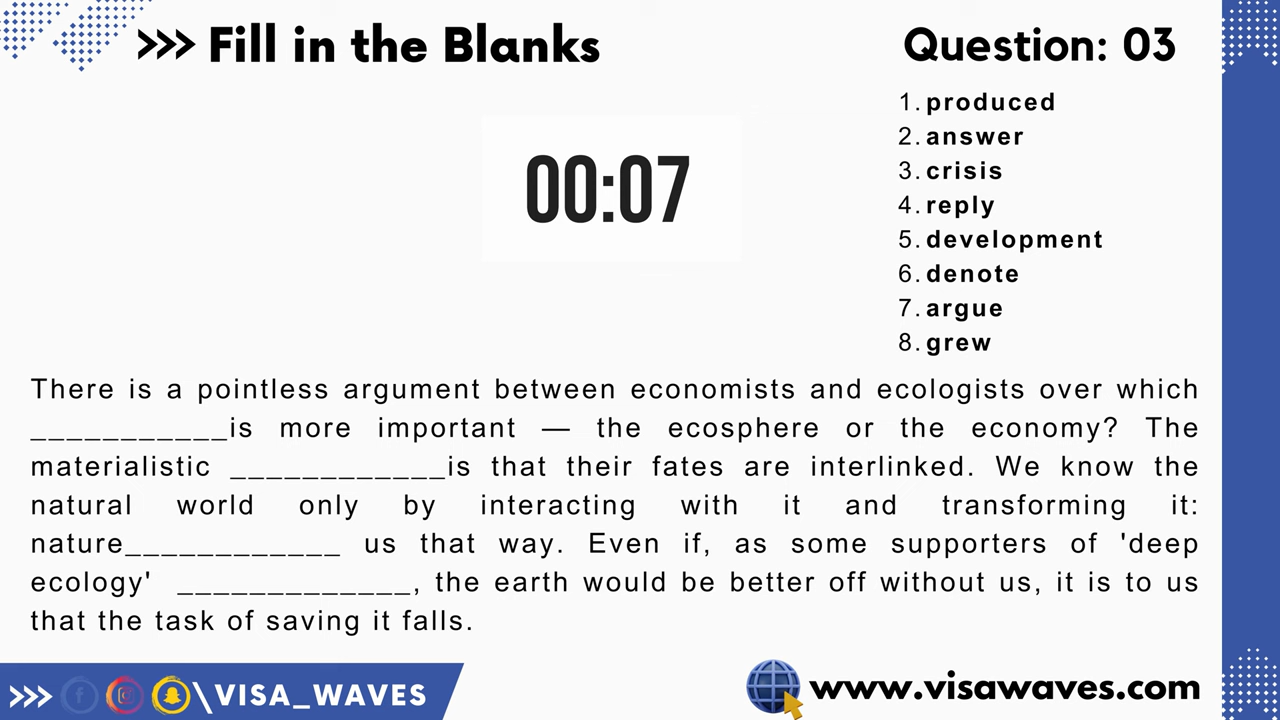 >>> Fill in the Blanks
Question: 03
1. produced
2. answer
3. crisis
4. reply
5. development
6. denote
7. argue
8. grew
00:07
There is a pointless argument between economists and ecologists over which
___________is more important — the ecosphere or the economy? The
materialistic ____________is that their fates are interlinked. We know the
natural world only by interacting with it and transforming it:
nature____________ us that way. Even if, as some supporters of 'deep
ecology' _____________, the earth would be better off without us, it is to us
that the task of saving it falls.
>>> \VISA_WAVES
www.visawaves.com